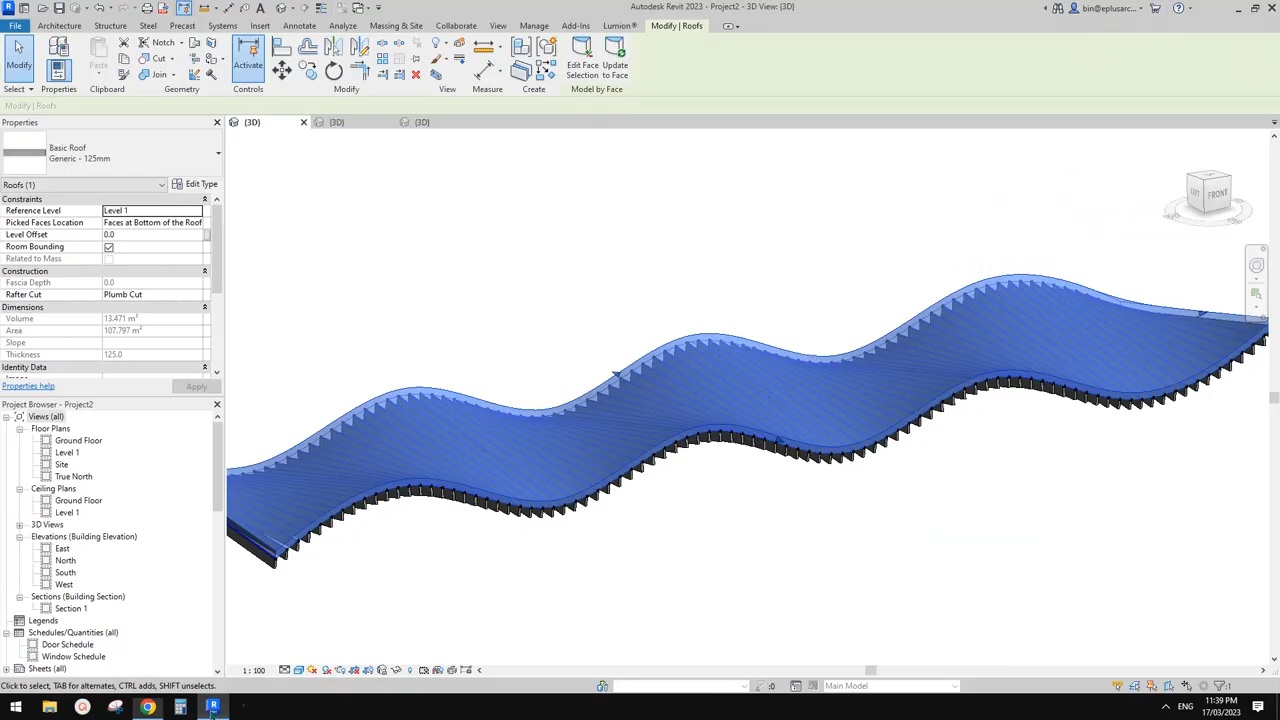 Autodesk Revit 2023 - Project2 - 3D View: {3D}
bin@eplusarc...
File Architecture Structure Steel Precast Systems Insert Annotate Analyze Massing & Site Collaborate View Manage Add-Ins Lumion® Modify | Roofs
Notch
Cut
Join
Modify
Paste
Activate
Edit Face Selection
Update to Face
Select Properties Clipboard Geometry Controls Modify View Measure Create Model by Face
Modify | Roofs
Properties
{3D} {3D} {3D}
Basic Roof
Generic - 125mm
Roofs (1) Edit Type
Constraints
Reference Level Level 1
Picked Faces Location Faces at Bottom of the Roof
Level Offset 0.0
Room Bounding
Related to Mass
Construction
Fascia Depth 0.0
Rafter Cut Plumb Cut
Dimensions
Volume 13.471 m³
Area 107.797 m²
Slope
Thickness 125.0
Identity Data
Properties help Apply
Project Browser - Project2
Views (all)
Floor Plans
Ground Floor
Level 1
Site
True North
Ceiling Plans
Ground Floor
Level 1
3D Views
Elevations (Building Elevation)
East
North
South
West
Sections (Building Section)
Section 1
Legends
Schedules/Quantities (all)
Door Schedule
Window Schedule
Sheets (all)
FRONT
1 : 100
Click to select, TAB for alternates, CTRL adds, SHIFT unselects.
:0
Main Model
:1
ENG
11:39 PM
17/03/2023